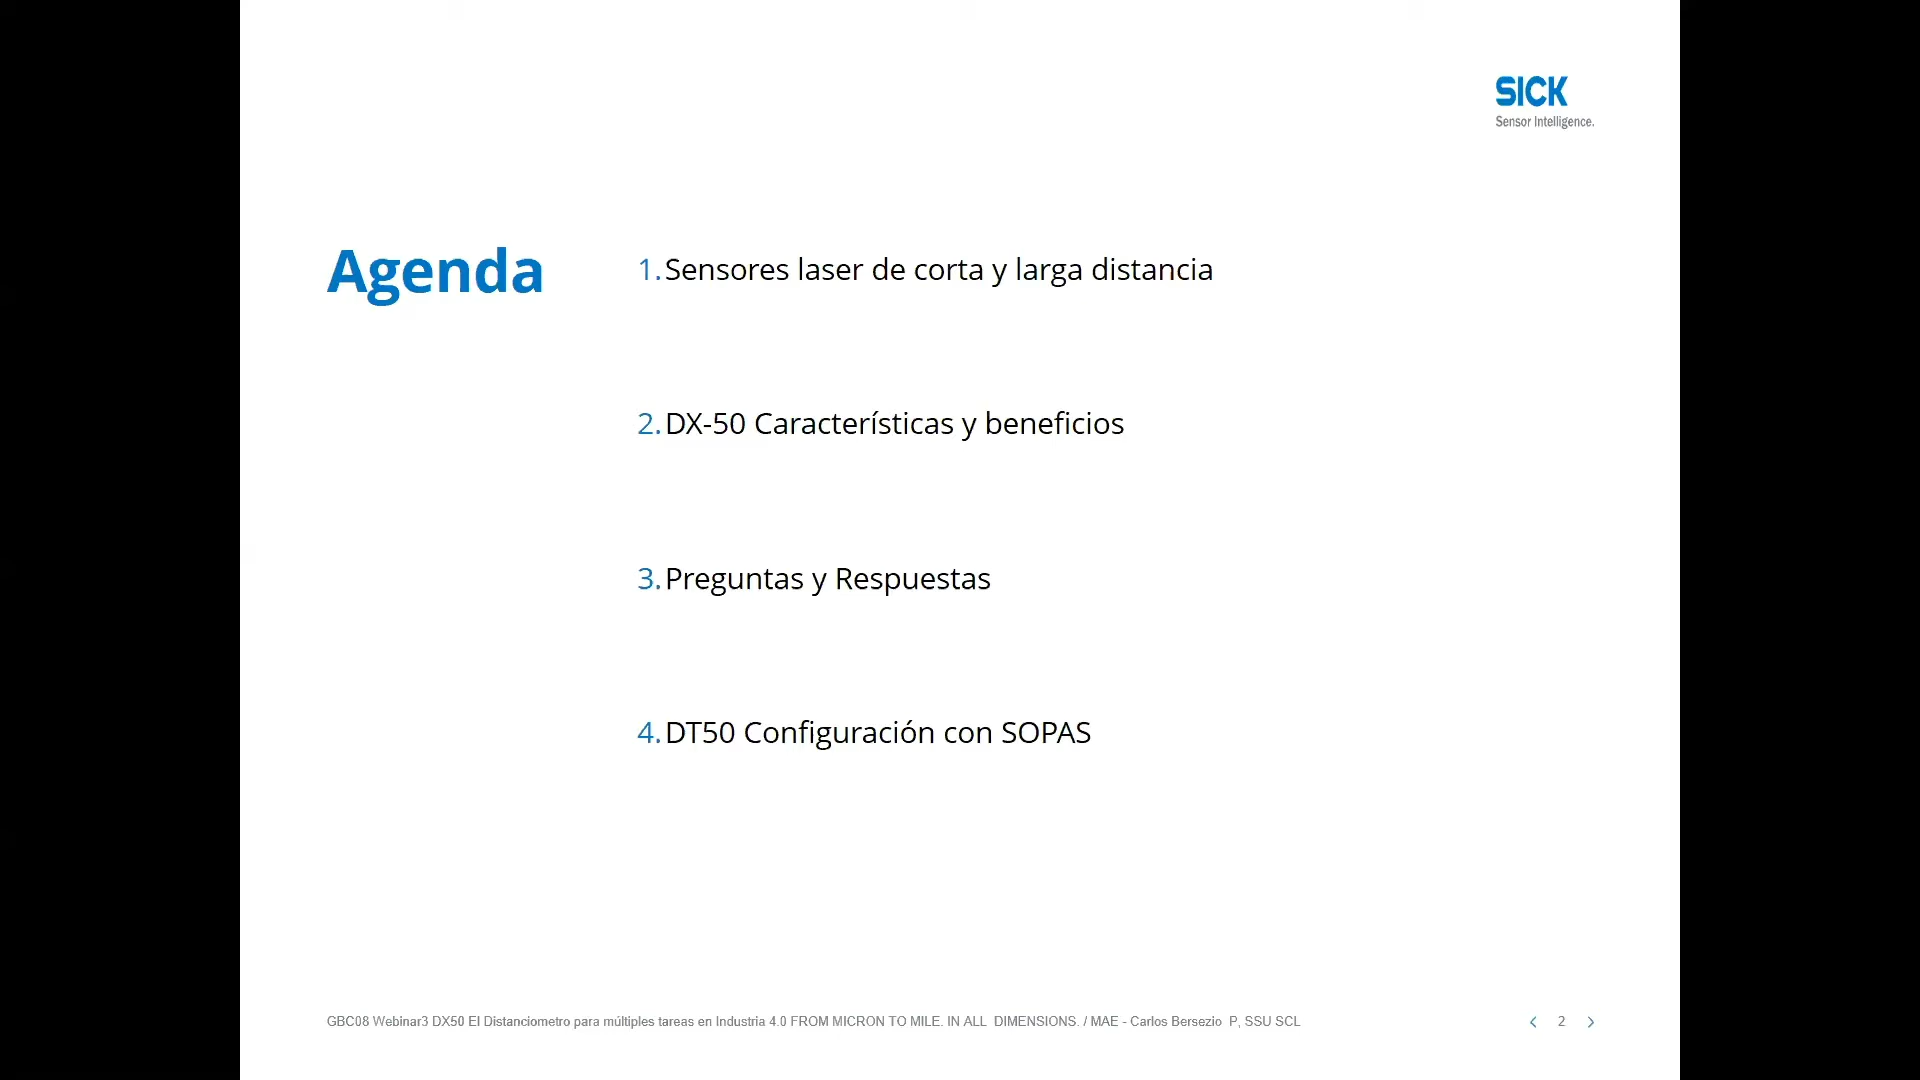 SICK
Sensor Intelligence.
Agenda
1. Sensores laser de corta y larga distancia
2. DX-50 Características y beneficios
3. Preguntas y Respuestas
4. DT50 Configuración con SOPAS
GBC08 Webinar3 DX50 El Distanciometro para múltiples tareas en Industria 4.0 FROM MICRON TO MILE. IN ALL DIMENSIONS. / MAE - Carlos Bersezio P, SSU SCL
2